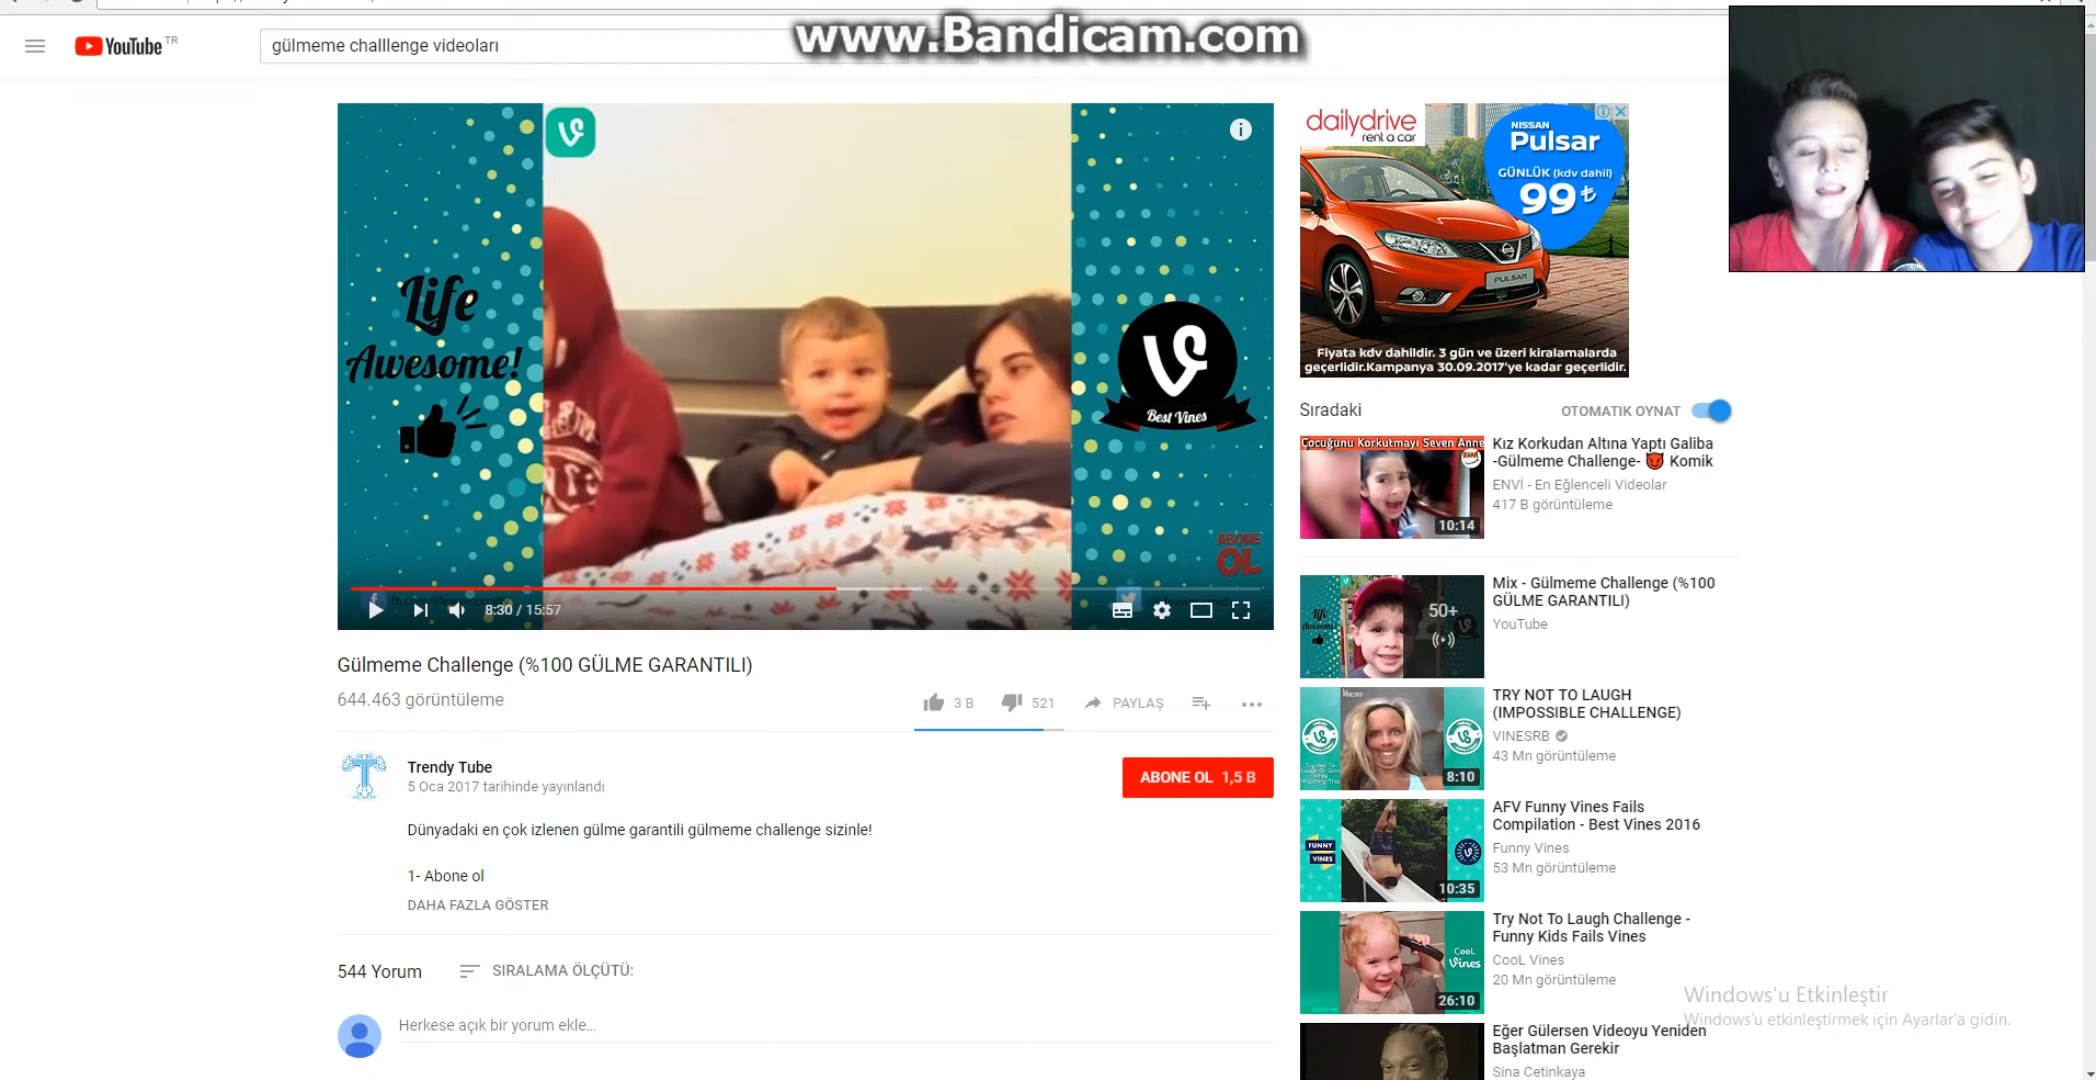 www.Bandicam.com
YouTube TR
gülmeme challlenge videoları
Life
Awesome!
Best Vines
ABONE
OL
8:30 / 15:57
dailydrive
rent a car
NISSAN
Pulsar
GÜNLÜK (kdv dahil)
99 ₺
PULSAR
Fiyata kdv dahildir. 3 gün ve üzeri kiralamalarda
geçerlidir.Kampanya 30.09.2017'ye kadar geçerlidir.
Gülmeme Challenge (%100 GÜLME GARANTILI)
644.463 görüntüleme
3 B
521
PAYLAŞ
Trendy Tube
5 Oca 2017 tarihinde yayınlandı
ABONE OL 1,5 B
Dünyadaki en çok izlenen gülme garantili gülmeme challenge sizinle!
1- Abone ol
DAHA FAZLA GÖSTER
544 Yorum
SIRALAMA ÖLÇÜTÜ:
Herkese açık bir yorum ekle...
Sıradaki
OTOMATIK OYNAT
Çocuğunu Korkutmayı Seven Anne
10:14
Kız Korkudan Altına Yaptı Galiba
-Gülmeme Challenge- 😈 Komik
ENVİ - En Eğlenceli Videolar
417 B görüntüleme
50+
Mix - Gülmeme Challenge (%100
GÜLME GARANTILI)
YouTube
8:10
TRY NOT TO LAUGH
(IMPOSSIBLE CHALLENGE)
VINESRB
43 Mn görüntüleme
FUNNY
VINES
10:35
AFV Funny Vines Fails
Compilation - Best Vines 2016
Funny Vines
53 Mn görüntüleme
CooL
Vines
26:10
Try Not To Laugh Challenge -
Funny Kids Fails Vines
CooL Vines
20 Mn görüntüleme
Eğer Gülersen Videoyu Yeniden
Başlatman Gerekir
Sina Cetinkaya
Windows'u Etkinleştir
Windows'u etkinleştirmek için Ayarlar'a gidin.